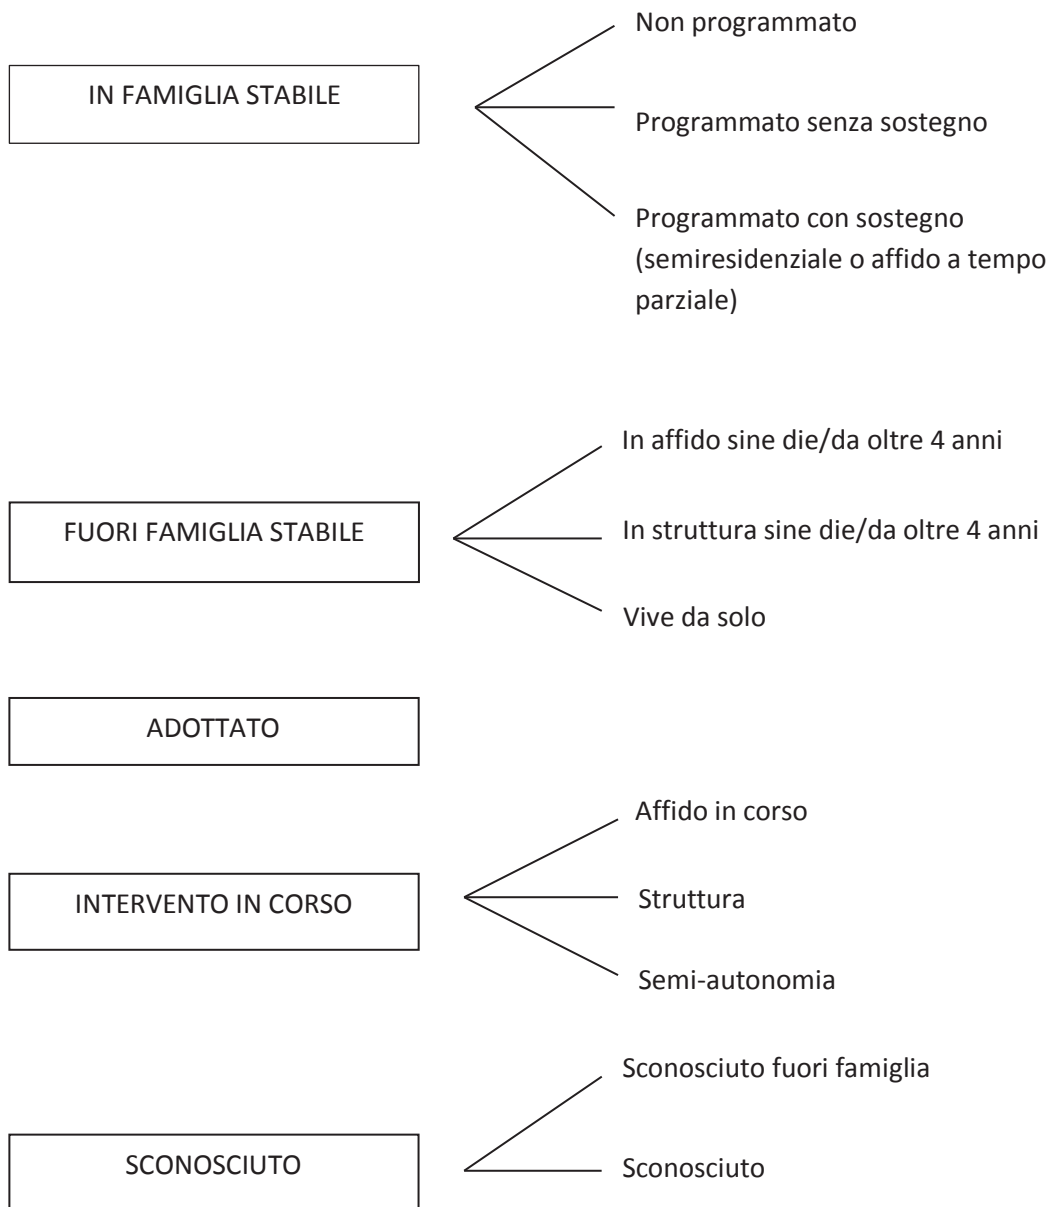 IN FAMIGLIA STABILE
Non programmato
Programmato senza sostegno
Programmato con sostegno
(semiresidenziale o affido a tempo
parziale)
FUORI FAMIGLIA STABILE
In affido sine die/da oltre 4 anni
In struttura sine die/da oltre 4 anni
Vive da solo
ADOTTATO
INTERVENTO IN CORSO
Affido in corso
Struttura
Semi-autonomia
SCONOSCIUTO
Sconosciuto fuori famiglia
Sconosciuto